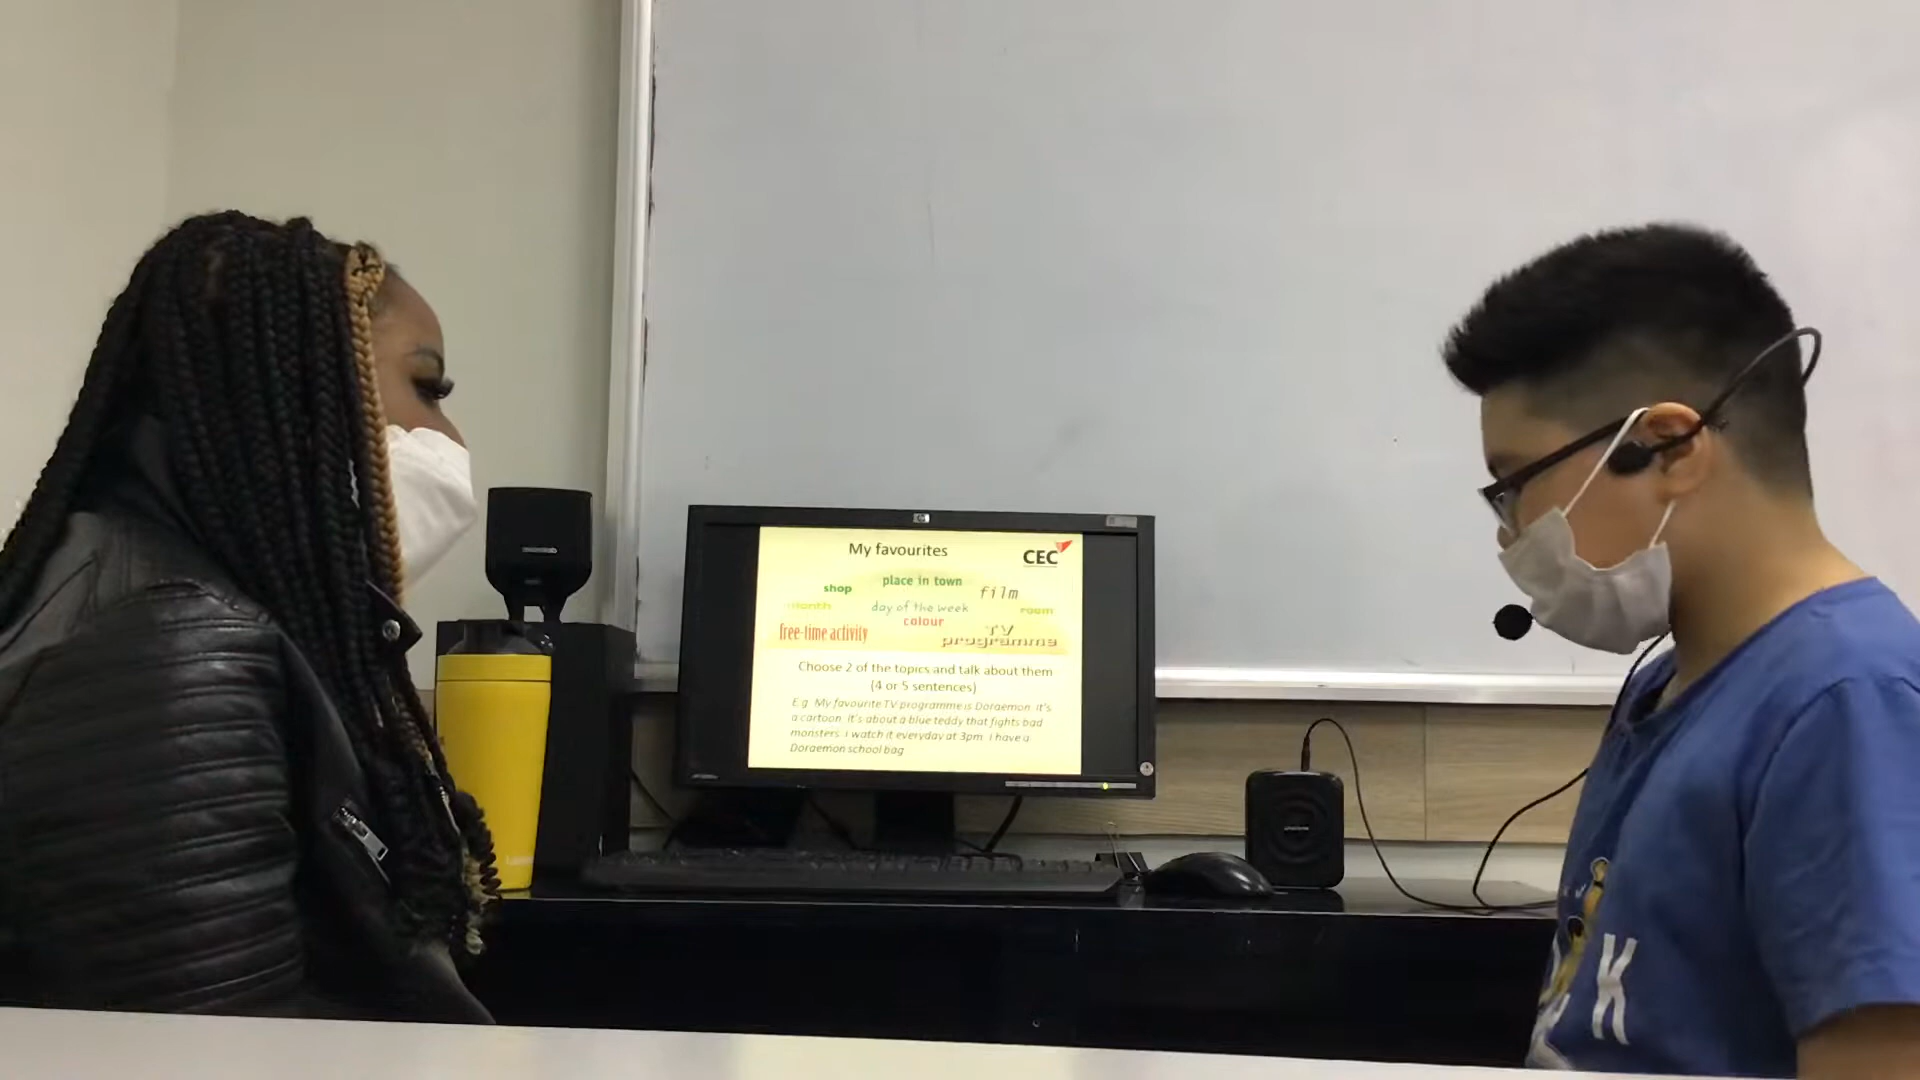 My favourites
CEC
place in town
shop
film
month
day of the week
room
colour
free-time activity
TV
programme
Choose 2 of the topics and talk about them
(4 or 5 sentences)
E.g. My favourite TV programme is Doraemon. It's
a cartoon. It's about a blue teddy that fights bad
monsters. I watch it everyday at 3pm. I have a
Doraemon school bag
hp
K